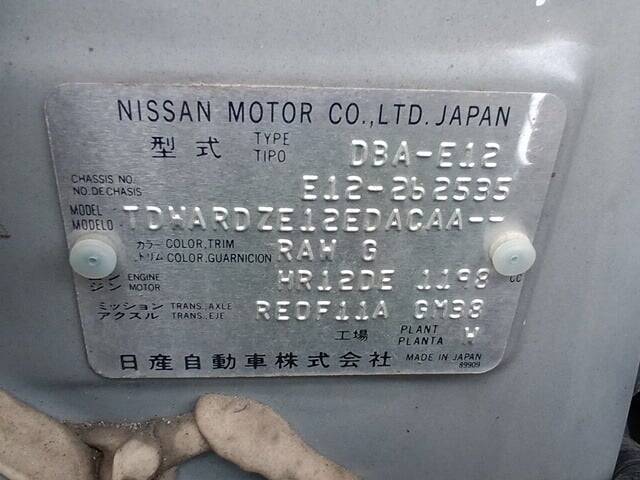 NISSAN MOTOR CO., LTD. JAPAN
型式 TYPE TIPO DBA-E12
CHASSIS NO. NO. DE CHASIS E12-262535
MODEL MODELO TDWARDZE12EDACAA--
カラー COLOR, TRIM
トリム COLOR, GUARNICION RAW G
ン ENGINE
ジン MOTOR HR12DE 1198 CC
ミッション TRANS., AXLE
アクスル TRANS., EJE RE0F11A GM38
工場 PLANT PLANTA W
日産自動車株式会社 MADE IN JAPAN
89909